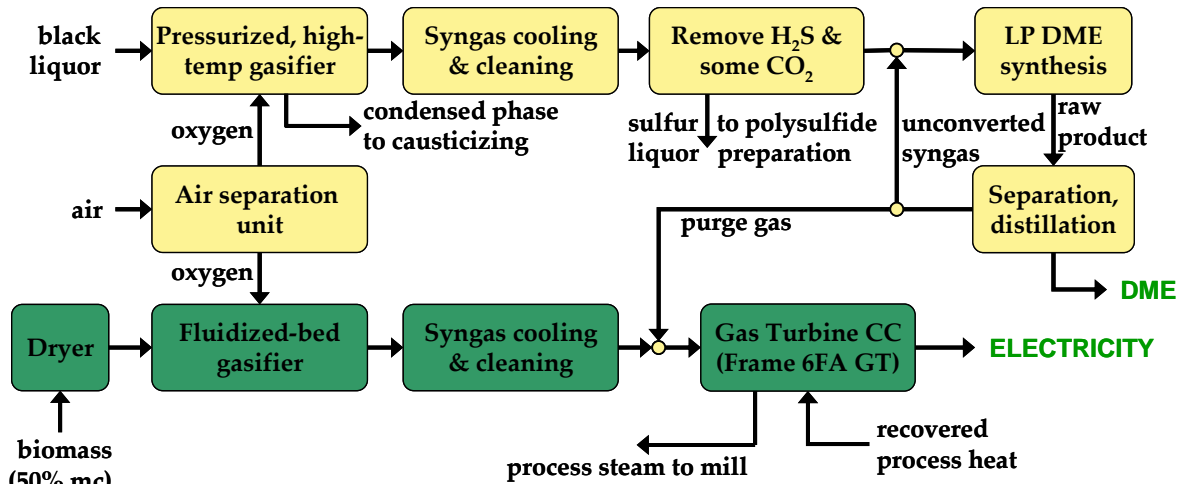 black
liquor
Pressurized, high-
temp gasifier
Syngas cooling
& cleaning
Remove H₂S &
some CO₂
LP DME
synthesis
oxygen
condensed phase
to causticizing
sulfur
liquor
to polysulfide
preparation
unconverted
syngas
raw
product
air
Air separation
unit
purge gas
Separation,
distillation
oxygen
DME
Dryer
Fluidized-bed
gasifier
Syngas cooling
& cleaning
Gas Turbine CC
(Frame 6FA GT)
ELECTRICITY
biomass
(50% mc)
process steam to mill
recovered
process heat